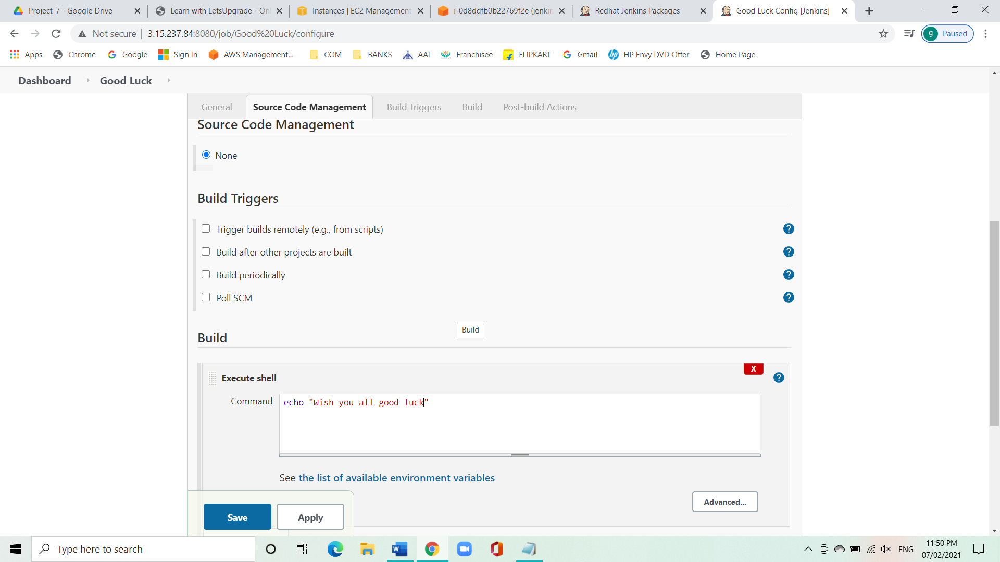 Project-7 - Google Drive
Learn with LetsUpgrade - Onl
Instances | EC2 Management
i-0d8ddfb0b22769f2e (jenkin
Redhat Jenkins Packages
Good Luck Config [Jenkins]
Not secure
3.15.237.84:8080/job/Good%20Luck/configure
g
Paused
Apps
Chrome
Google
Sign In
AWS Management...
COM
BANKS
AAI
Franchisee
FLIPKART
Gmail
HP Envy DVD Offer
Home Page
Dashboard
Good Luck
General
Source Code Management
Build Triggers
Build
Post-build Actions
Source Code Management
None
Build Triggers
Trigger builds remotely (e.g., from scripts)
?
Build after other projects are built
?
Build periodically
?
Poll SCM
?
Build
Build
X
Execute shell
?
Command
echo "Wish you all good luck"
See the list of available environment variables
Advanced...
Save
Apply
Type here to search
ENG
11:50 PM
07/02/2021